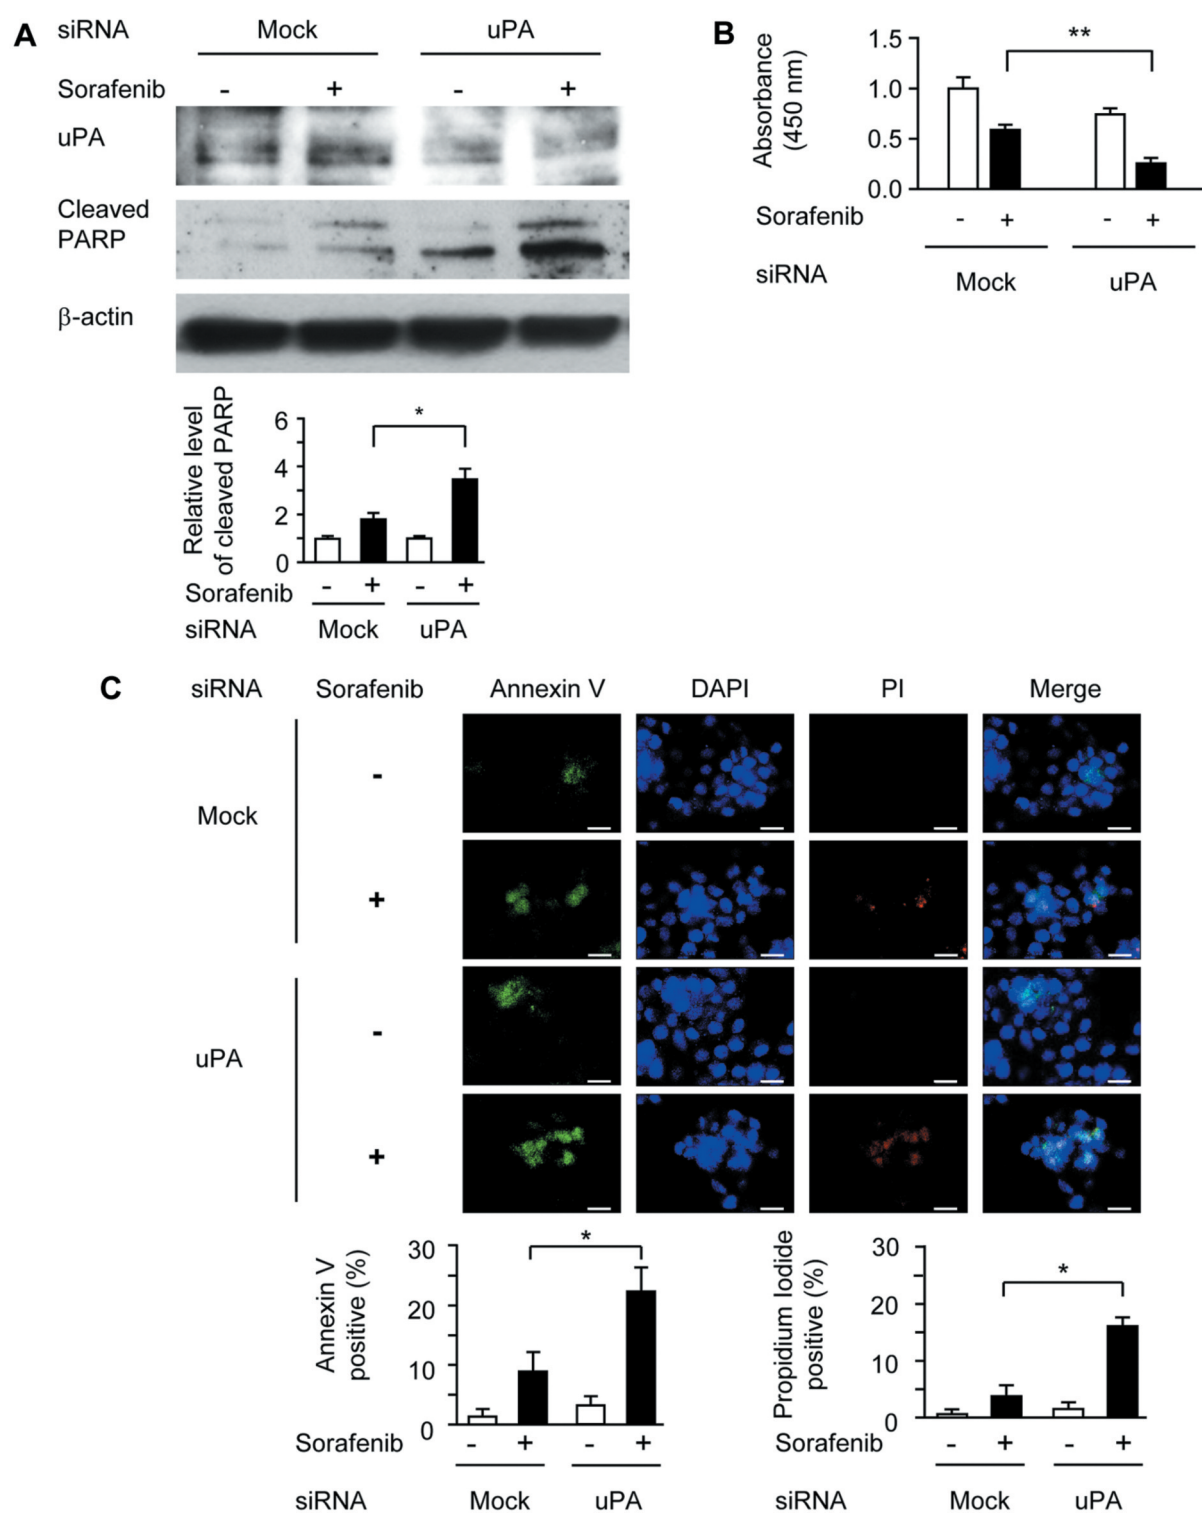 A
siRNA Mock uPA
Sorafenib - + - +
uPA
Cleaved
PARP
β-actin
Relative level
of cleaved PARP
6
4
2
0
*
Sorafenib - + - +
siRNA Mock uPA
B
Absorbance
(450 nm)
1.5
1.0
0.5
0.0
**
Sorafenib - + - +
siRNA Mock uPA
C
siRNA Sorafenib Annexin V DAPI PI Merge
Mock
-
+
uPA
-
+
Annexin V
positive (%)
30
20
10
0
*
Sorafenib - + - +
siRNA Mock uPA
Propidium Iodide
positive (%)
30
20
10
0
*
Sorafenib - + - +
siRNA Mock uPA